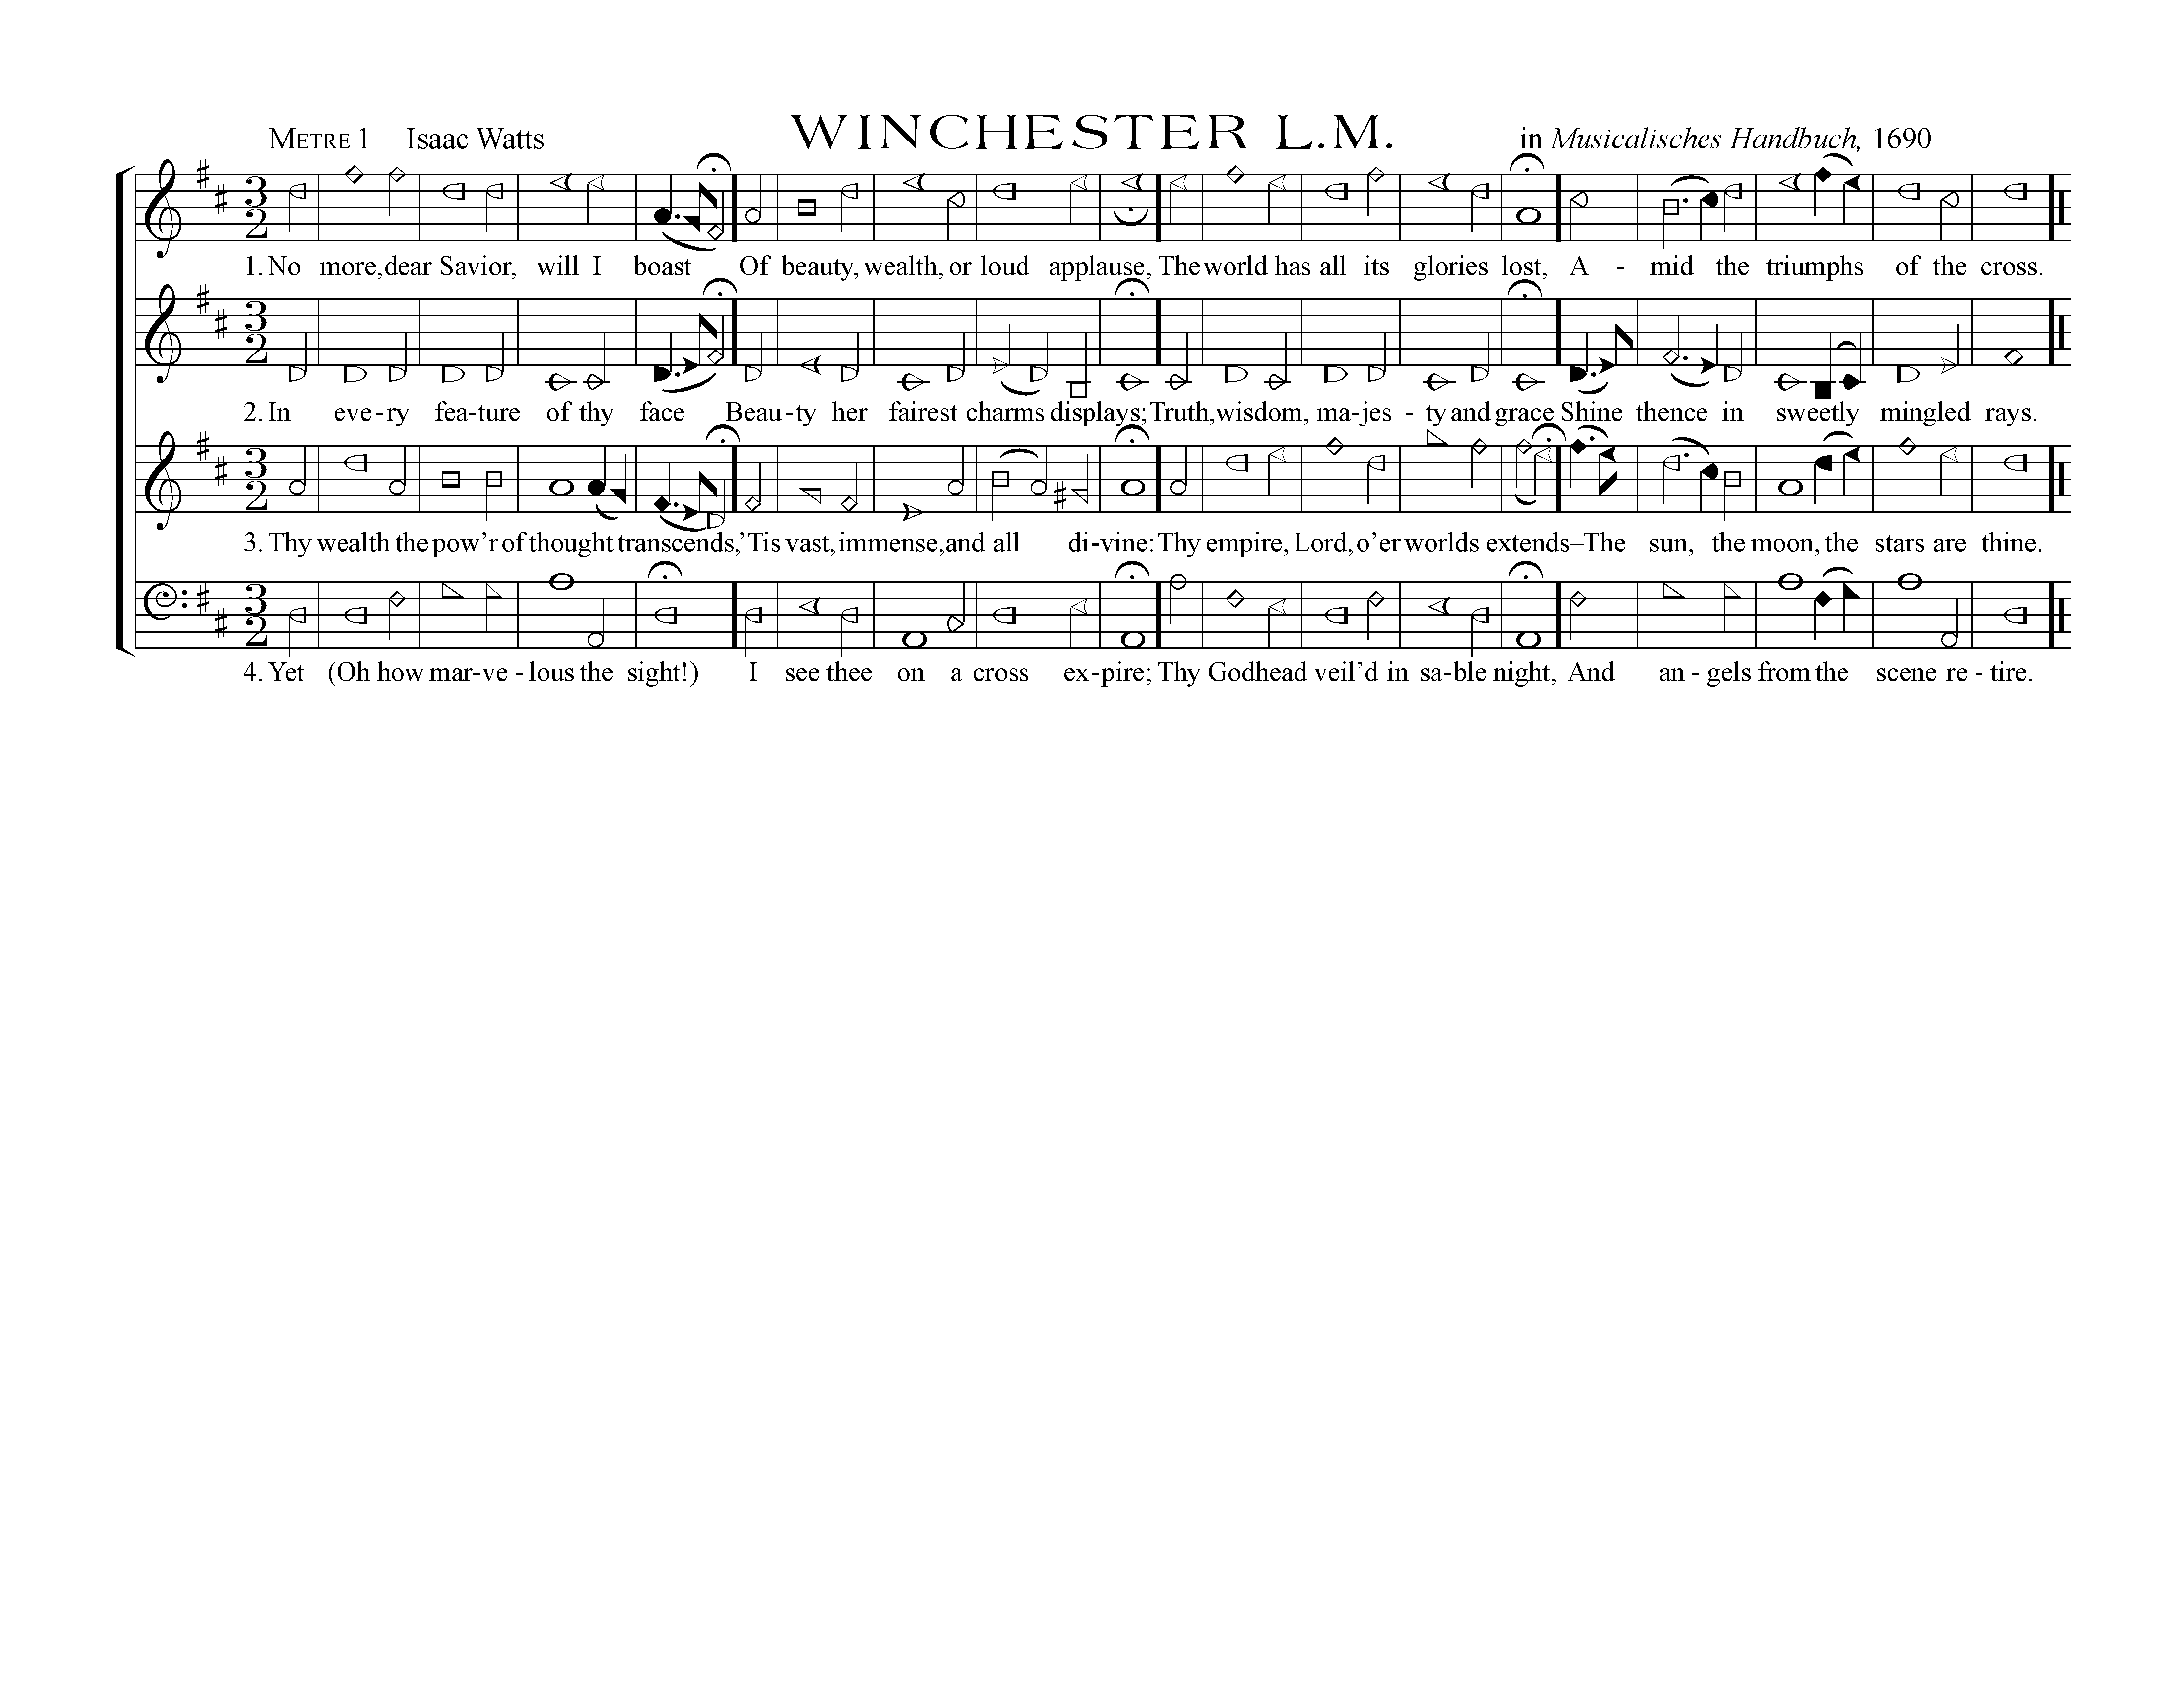 WINCHESTER L.M.
METRE 1 Isaac Watts in Musicalisches Handbuch, 1690
1. No more, dear Savior, will I boast Of beauty, wealth, or loud applause, The world has all its glories lost, A - mid the triumphs of the cross.
2. In eve-ry fea-ture of thy face Beau-ty her fairest charms displays; Truth, wisdom, ma-jes - ty and grace Shine thence in sweetly mingled rays.
3. Thy wealth the pow'r of thought transcends, 'Tis vast, immense, and all di-vine: Thy empire, Lord, o'er worlds extends–The sun, the moon, the stars are thine.
4. Yet (Oh how mar-ve - lous the sight!) I see thee on a cross ex-pire; Thy Godhead veil'd in sa-ble night, And an - gels from the scene re - tire.